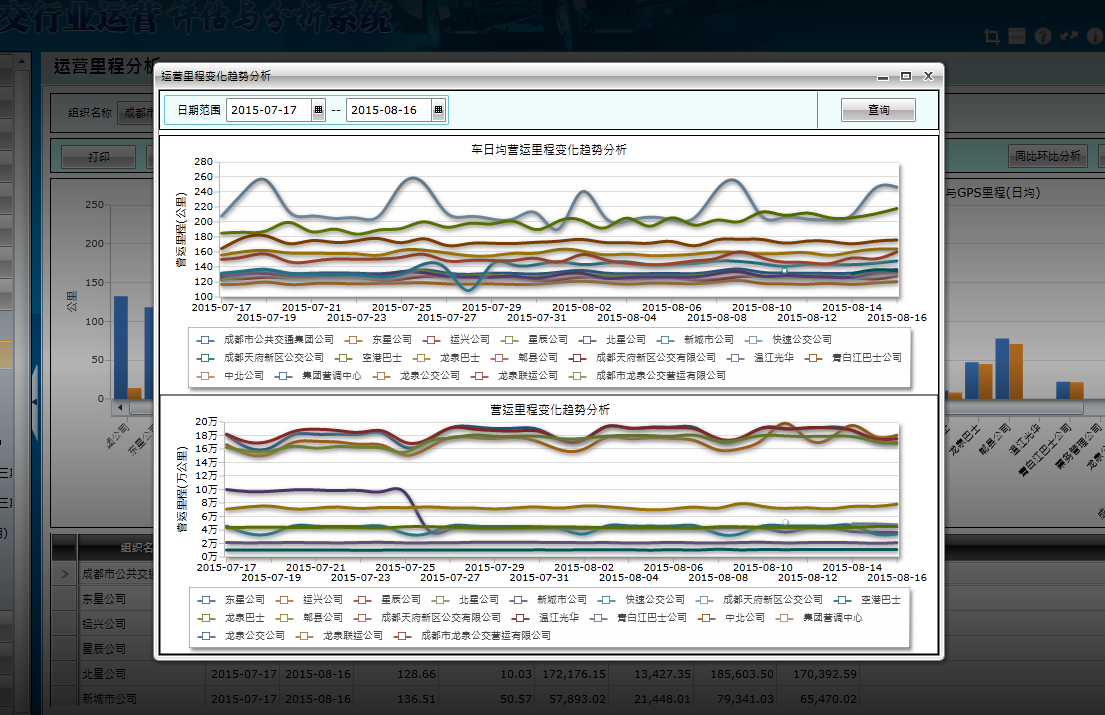 交行业运营评估与分析系统
运营里程分析
组织名称 成都市
打印
同比环比分析
与GPS里程(日均)
公里
250
200
150
100
50
0
东星公司
龙泉巴士
郫县公司
温江光华
青白江巴士公司
票务管理公司
运营里程变化趋势分析
日期范围 2015-07-17 -- 2015-08-16 查询
车日均营运里程变化趋势分析
营运里程(公里)
280
260
240
220
200
180
160
140
120
100
2015-07-17 2015-07-21 2015-07-25 2015-07-29 2015-08-02 2015-08-06 2015-08-10 2015-08-14
2015-07-19 2015-07-23 2015-07-27 2015-07-31 2015-08-04 2015-08-08 2015-08-12 2015-08-16
成都市公共交通集团公司 东星公司 运兴公司 星辰公司 北星公司 新城市公司 快速公交公司
成都天府新区公交公司 空港巴士 龙泉巴士 郫县公司 成都天府新区公交有限公司 温江光华 青白江巴士公司
中北公司 集团营调中心 龙泉公交公司 龙泉联运公司 成都市龙泉公交营运有限公司
营运里程变化趋势分析
营运里程(万公里)
20万
18万
16万
14万
12万
10万
8万
6万
4万
2万
0万
2015-07-17 2015-07-21 2015-07-25 2015-07-29 2015-08-02 2015-08-06 2015-08-10 2015-08-14
2015-07-19 2015-07-23 2015-07-27 2015-07-31 2015-08-04 2015-08-08 2015-08-12 2015-08-16
东星公司 运兴公司 星辰公司 北星公司 新城市公司 快速公交公司 成都天府新区公交公司 空港巴士
龙泉巴士 郫县公司 成都天府新区公交有限公司 温江光华 青白江巴士公司 中北公司 集团营调中心
龙泉公交公司 龙泉联运公司 成都市龙泉公交营运有限公司
组织名
成都市公共交通
东星公司
运兴公司
星辰公司
北星公司 2015-07-17 2015-08-16 128.66 10.03 172,176.15 13,427.35 185,603.50 170,392.59
新城市公司 2015-07-17 2015-08-16 136.51 50.57 57,893.02 21,448.01 79,341.03 65,470.02